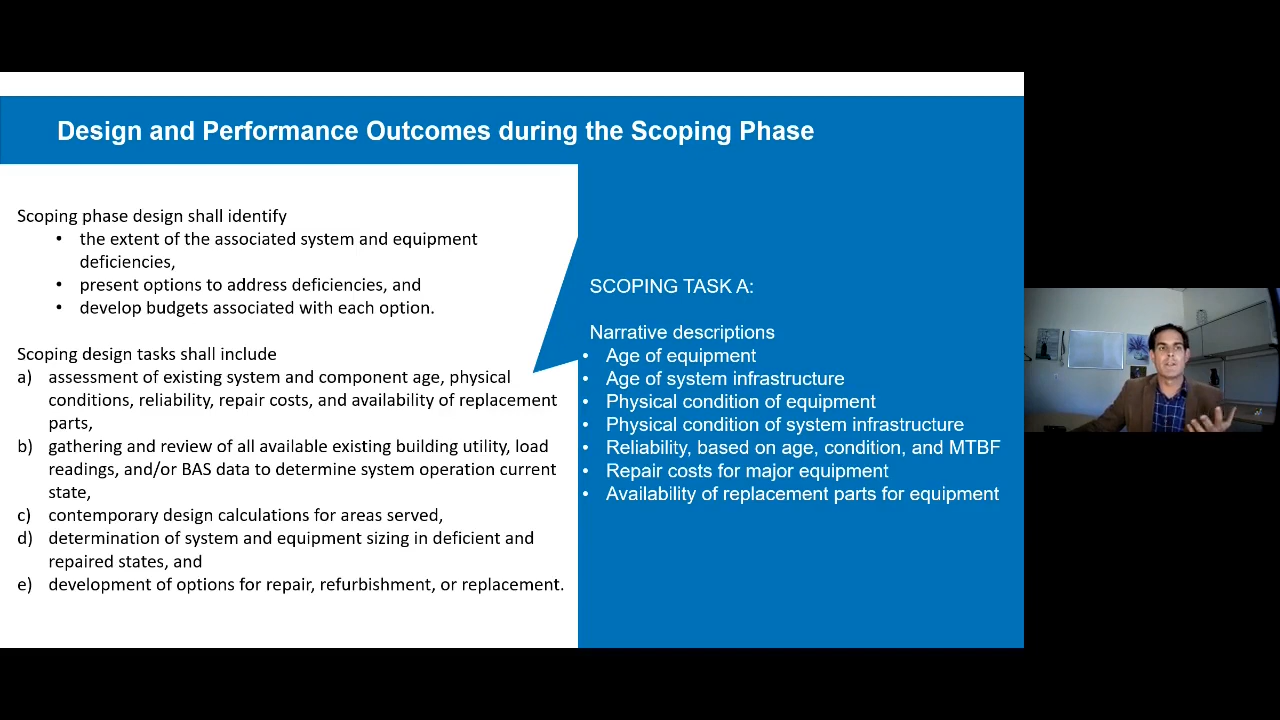 Design and Performance Outcomes during the Scoping Phase
Scoping phase design shall identify
• the extent of the associated system and equipment
deficiencies,
• present options to address deficiencies, and
• develop budgets associated with each option.
Scoping design tasks shall include
a) assessment of existing system and component age, physical
conditions, reliability, repair costs, and availability of replacement
parts,
b) gathering and review of all available existing building utility, load
readings, and/or BAS data to determine system operation current
state,
c) contemporary design calculations for areas served,
d) determination of system and equipment sizing in deficient and
repaired states, and
e) development of options for repair, refurbishment, or replacement.
SCOPING TASK A:
Narrative descriptions
• Age of equipment
• Age of system infrastructure
• Physical condition of equipment
• Physical condition of system infrastructure
• Reliability, based on age, condition, and MTBF
• Repair costs for major equipment
• Availability of replacement parts for equipment